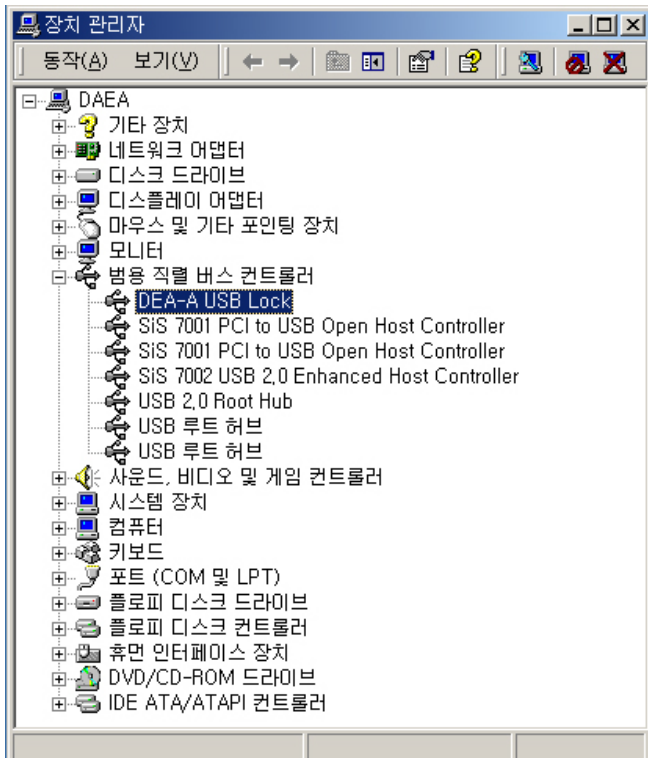 장치 관리자
동작(A) 보기(V)
DAEA
기타 장치
네트워크 어댑터
디스크 드라이브
디스플레이 어댑터
마우스 및 기타 포인팅 장치
모니터
범용 직렬 버스 컨트롤러
DEA-A USB Lock
SiS 7001 PCI to USB Open Host Controller
SiS 7001 PCI to USB Open Host Controller
SiS 7002 USB 2.0 Enhanced Host Controller
USB 2.0 Root Hub
USB 루트 허브
USB 루트 허브
사운드, 비디오 및 게임 컨트롤러
시스템 장치
컴퓨터
키보드
포트 (COM 및 LPT)
플로피 디스크 드라이브
플로피 디스크 컨트롤러
휴먼 인터페이스 장치
DVD/CD-ROM 드라이브
IDE ATA/ATAPI 컨트롤러